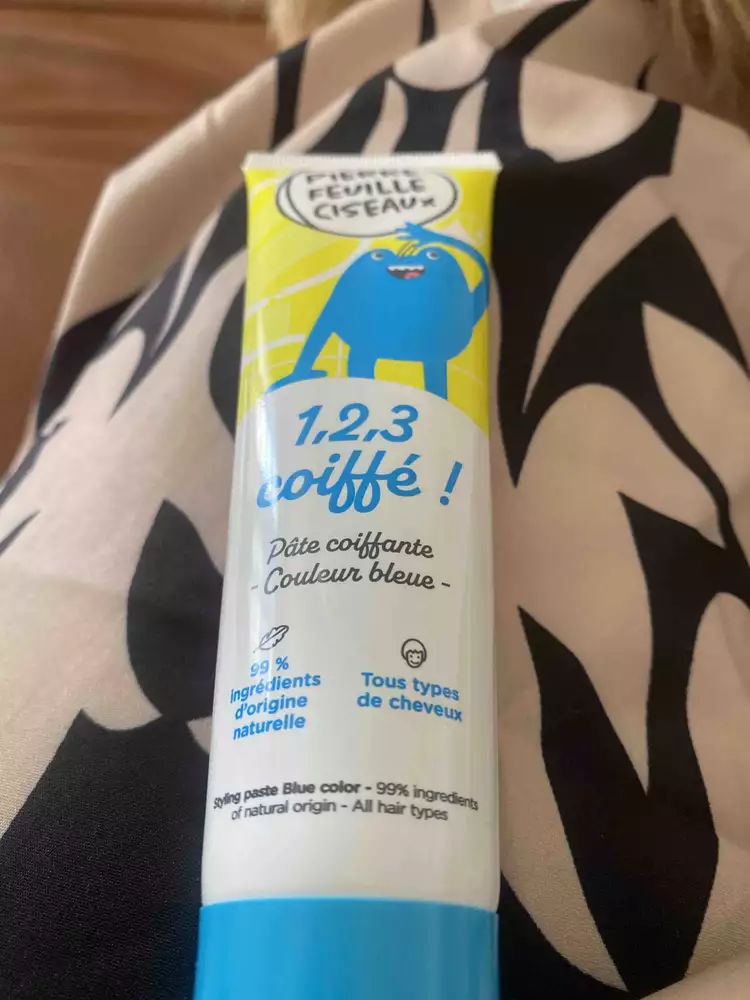 PIERRE
FEUILLE
CISEAUX
1,2,3
coiffé !
Pâte coiffante
- Couleur bleue -
99 %
ingrédients
d'origine
naturelle
Tous types
de cheveux
Styling paste Blue color - 99% ingredients
of natural origin - All hair types